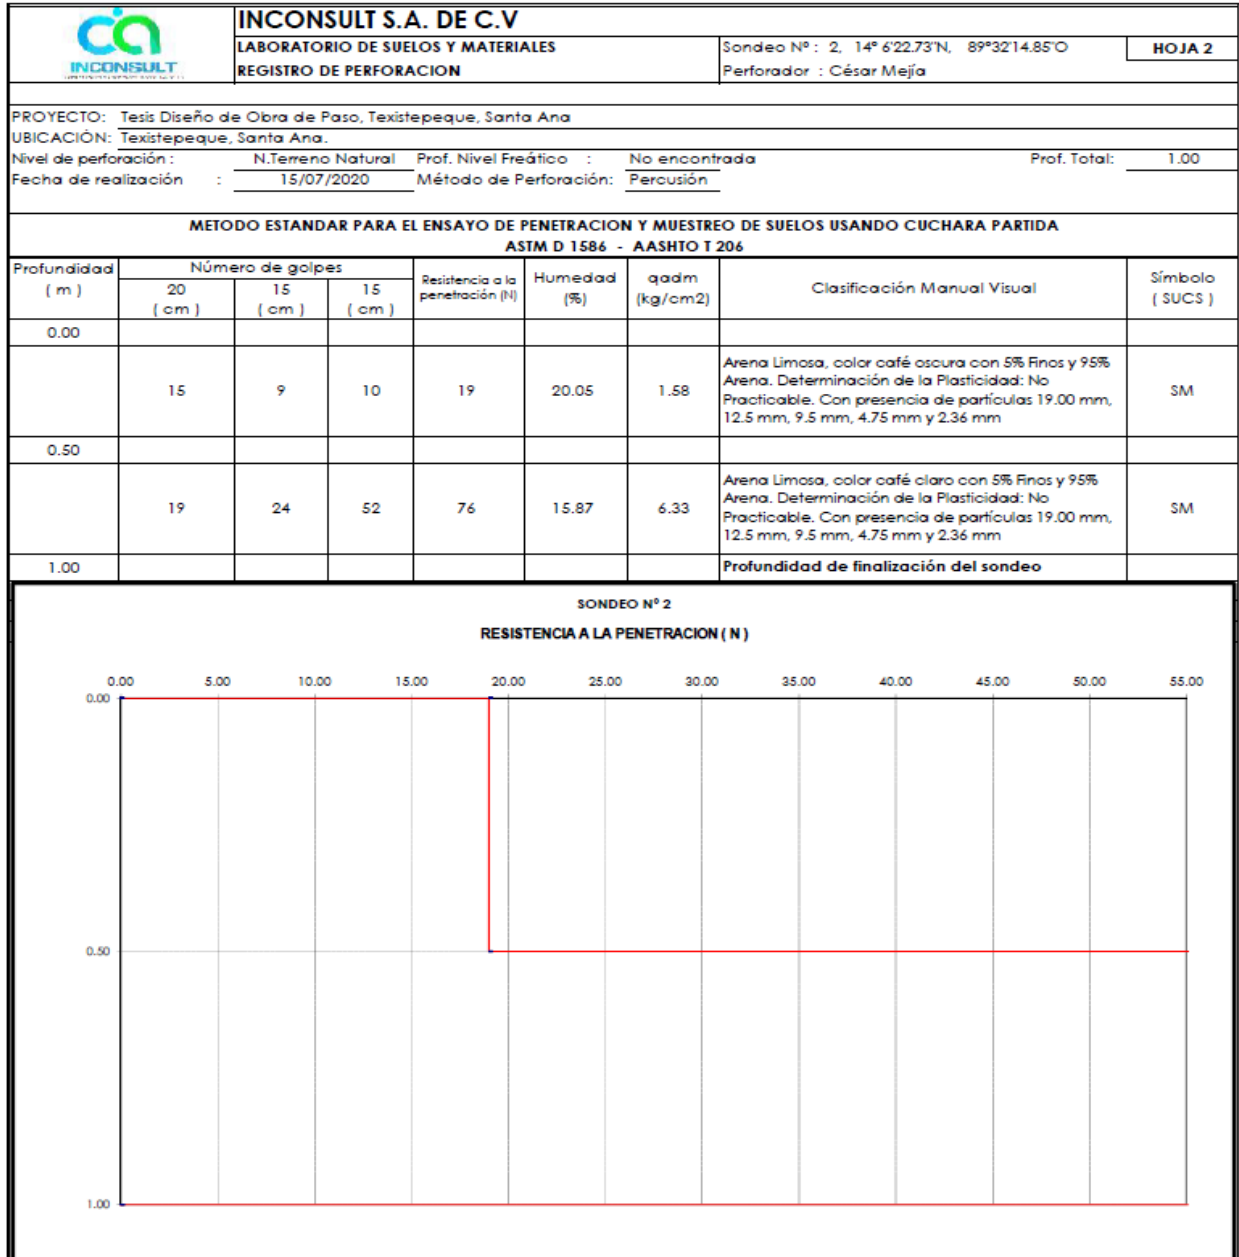 INCONSULT
INCONSULT S.A. DE C.V
LABORATORIO DE SUELOS Y MATERIALES
REGISTRO DE PERFORACION
Sondeo Nº : 2, 14º 6'22.73"N, 89º32'14.85"O
Perforador : César Mejía
HOJA 2
PROYECTO: Tesis Diseño de Obra de Paso, Texistepeque, Santa Ana
UBICACIÓN: Texistepeque, Santa Ana.
Nivel de perforación : N.Terreno Natural Prof. Nivel Freático : No encontrada Prof. Total: 1.00
Fecha de realización : 15/07/2020 Método de Perforación: Percusión
METODO ESTANDAR PARA EL ENSAYO DE PENETRACION Y MUESTREO DE SUELOS USANDO CUCHARA PARTIDA
ASTM D 1586 - AASHTO T 206
Profundidad
( m )
Número de golpes
20
( cm )
15
( cm )
15
( cm )
Resistencia a la
penetración (N)
Humedad
(%)
qadm
(kg/cm2)
Clasificación Manual Visual
Símbolo
( SUCS )
0.00
15 9 10 19 20.05 1.58
Arena Limosa, color café oscura con 5% Finos y 95%
Arena. Determinación de la Plasticidad: No
Practicable. Con presencia de partículas 19.00 mm,
12.5 mm, 9.5 mm, 4.75 mm y 2.36 mm
SM
0.50
19 24 52 76 15.87 6.33
Arena Limosa, color café claro con 5% Finos y 95%
Arena. Determinación de la Plasticidad: No
Practicable. Con presencia de partículas 19.00 mm,
12.5 mm, 9.5 mm, 4.75 mm y 2.36 mm
SM
1.00 Profundidad de finalización del sondeo
SONDEO Nº 2
RESISTENCIA A LA PENETRACION ( N )
0.00 5.00 10.00 15.00 20.00 25.00 30.00 35.00 40.00 45.00 50.00 55.00
0.00
0.50
1.00